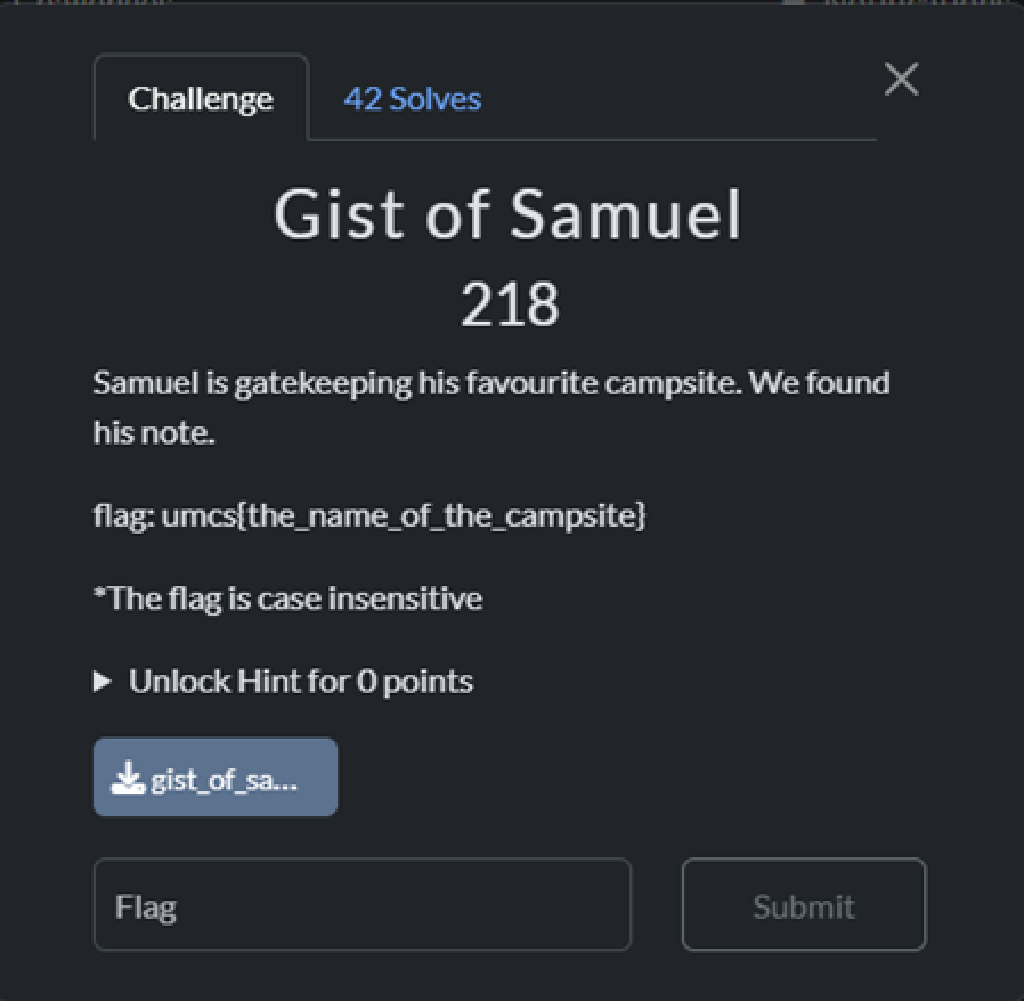 Challenge
42 Solves
Gist of Samuel
218
Samuel is gatekeeping his favourite campsite. We found
his note.
flag: umcs{the_name_of_the_campsite}
*The flag is case insensitive
Unlock Hint for 0 points
gist_of_sa...
Flag
Submit